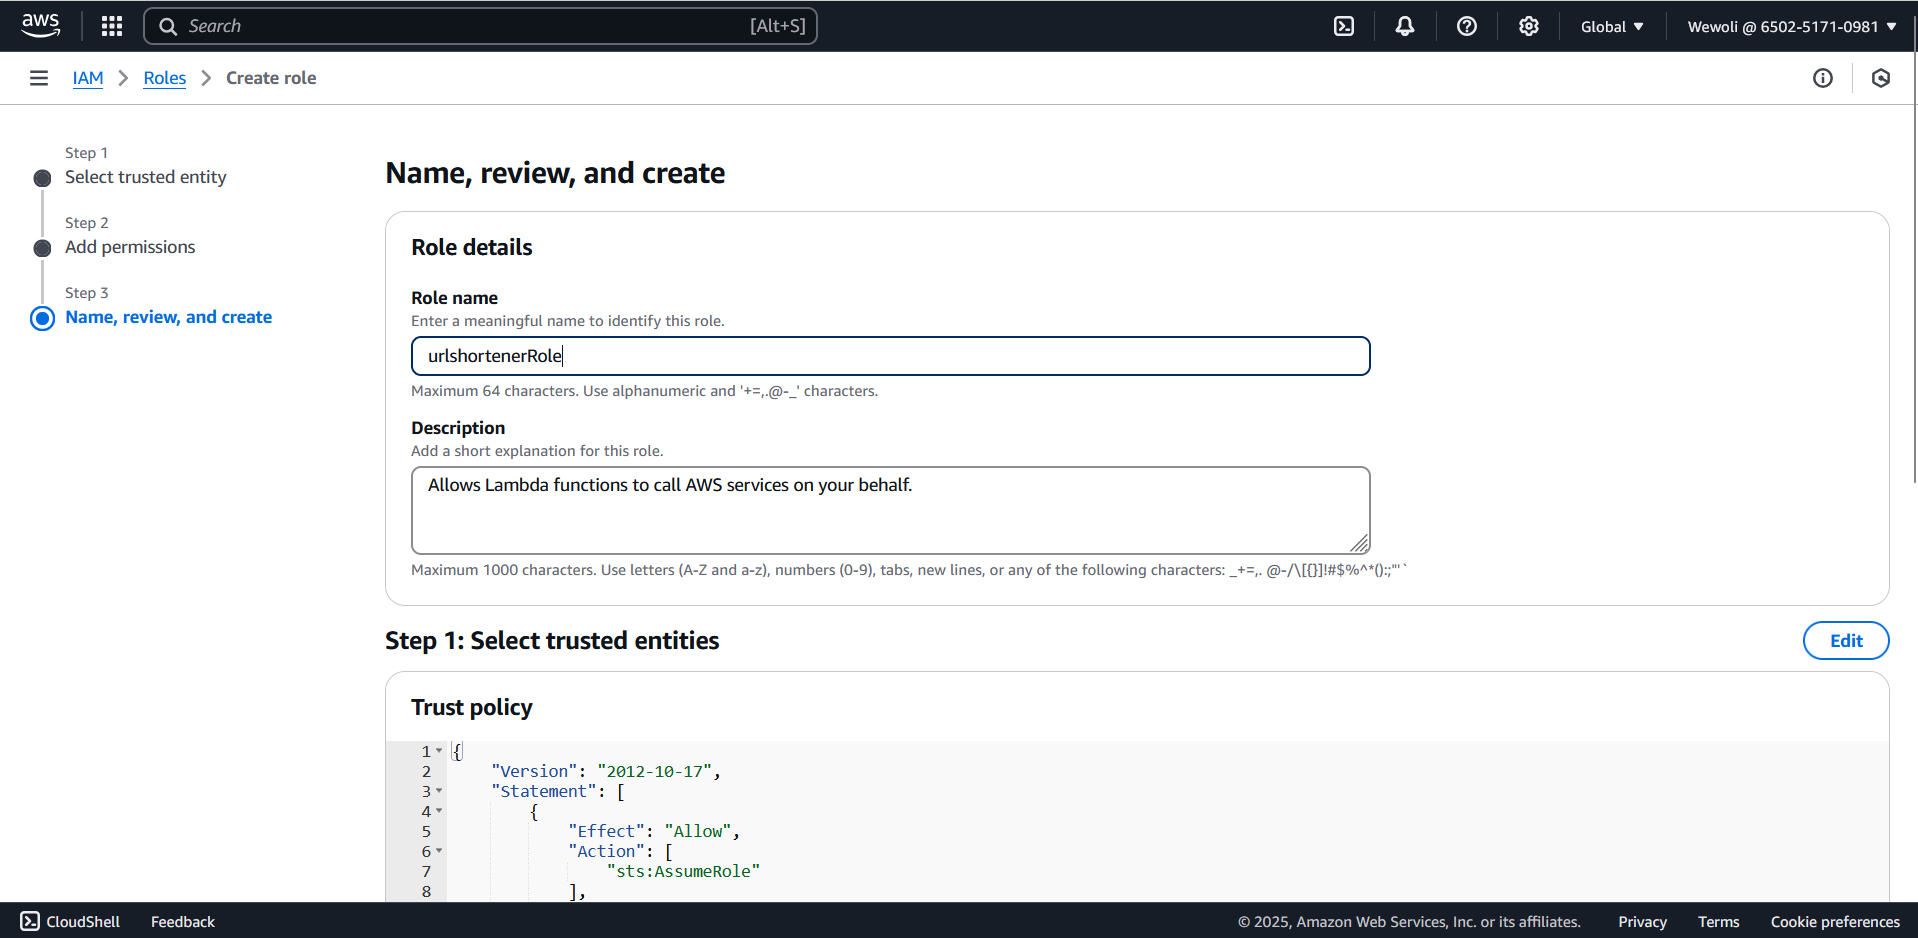 aws
Search [Alt+S]
Global ▼
Wewoli @ 6502-5171-0981 ▼
IAM > Roles > Create role
Step 1
Select trusted entity
Step 2
Add permissions
Step 3
Name, review, and create
Name, review, and create
Role details
Role name
Enter a meaningful name to identify this role.
urlshortenerRole
Maximum 64 characters. Use alphanumeric and '+=,.@-_' characters.
Description
Add a short explanation for this role.
Allows Lambda functions to call AWS services on your behalf.
Maximum 1000 characters. Use letters (A-Z and a-z), numbers (0-9), tabs, new lines, or any of the following characters: _+=,. @-/\[{}]!#$%^*();:"'`
Step 1: Select trusted entities
Edit
Trust policy
1 {
2 "Version": "2012-10-17",
3 "Statement": [
4 {
5 "Effect": "Allow",
6 "Action": [
7 "sts:AssumeRole"
8 ],
CloudShell
Feedback
© 2025, Amazon Web Services, Inc. or its affiliates.
Privacy
Terms
Cookie preferences